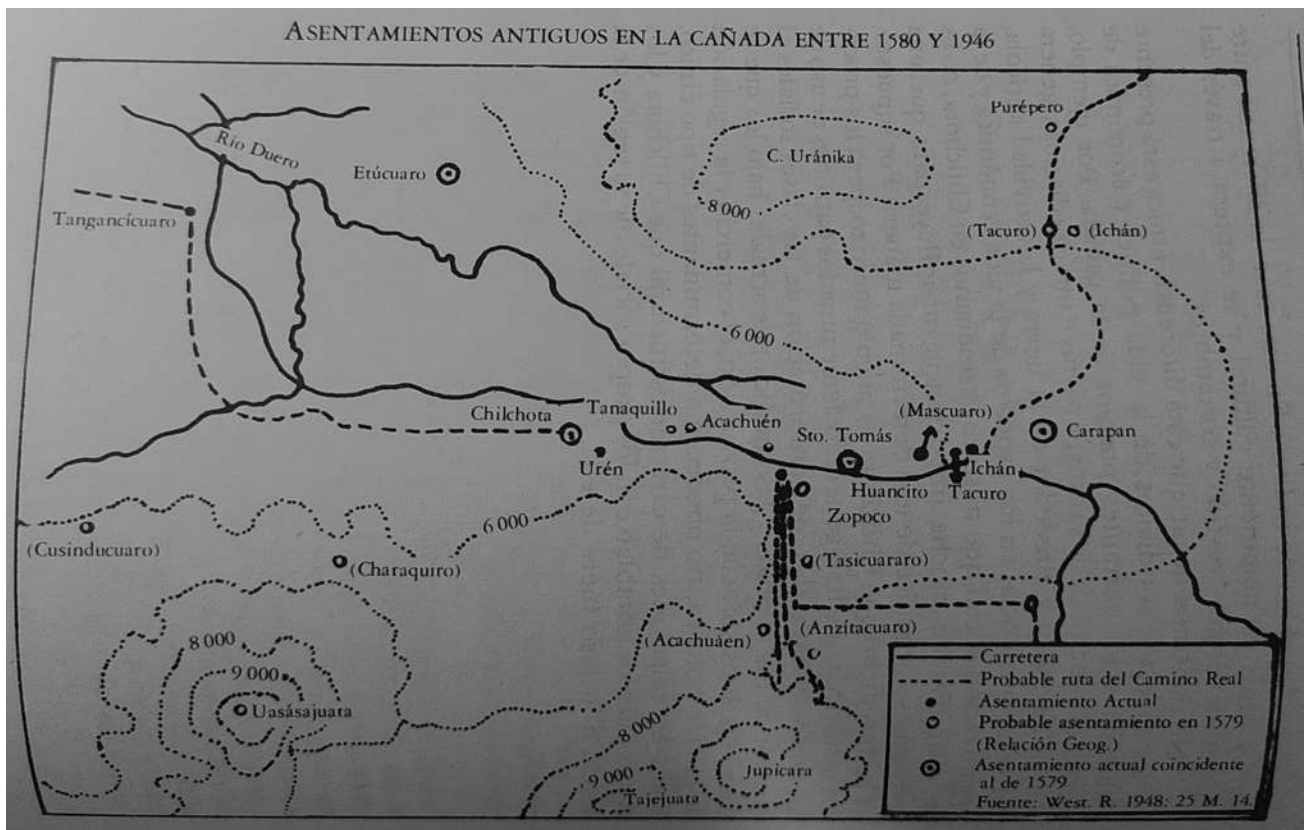 ASENTAMIENTOS ANTIGUOS EN LA CAÑADA ENTRE 1580 Y 1946
Purépero
Río Duero
C. Uránika
Etúcuaro
8 000
Tangancícuaro
(Tacuro)
(Ichán)
6 000
Chilchota
Tanaquillo
Acachuén
(Mascuaro)
Sto. Tomás
Carapan
Urén
Ichán
Huancito
Tacuro
Zopoco
6 000
(Cusinducuaro)
(Charaquiro)
(Tasicuararo)
(Acachuáen)
(Anzítacuaro)
8 000
9 000
Uasásajuata
8 000
Jupicara
9 000
Tajejuata
Carretera
Probable ruta del Camino Real
Asentamiento Actual
Probable asentamiento en 1579
(Relación Geog.)
Asentamiento actual coincidente
al de 1579
Fuente: West. R. 1948: 25 M. 14.